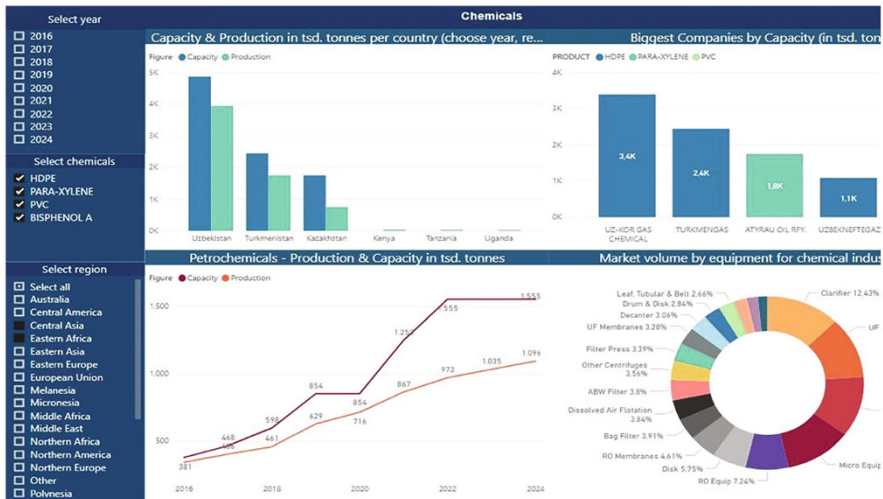 Select year
2016
2017
2018
2019
2020
2021
2022
2023
2024
Select chemicals
HDPE
PARA-XYLENE
PVC
BISPHENOL A
Select region
Select all
Australia
Central America
Central Asia
Eastern Africa
Eastern Asia
Eastern Europe
European Union
Melanesia
Micronesia
Middle Africa
Middle East
Northern Africa
Northern America
Northern Europe
Other
Polynesia
Chemicals
Capacity & Production in tsd. tonnes per country (choose year, re...
Figure Capacity Production
5K
4K
3K
2K
1K
0K
Uzbekistan Turkmenistan Kazakhstan Kenya Tanzania Uganda
Biggest Companies by Capacity (in tsd. ton
PRODUCT HDPE PARA-XYLENE PVC
4K
3K
2K
1K
0K
3,4K
2,4K
1,8K
1,1K
UZ-KOR GAS CHEMICAL
TURKMENGAS
ATYRAU OIL RFY.
UZBEKNEFTEGAZ
Petrochemicals - Production & Capacity in tsd. tonnes
Figure Capacity Production
1.500
1.000
500
381
468
598
461
854
629
854
716
867
1.555
973
1.035
1.555
1.096
2016 2018 2020 2022 2024
Market volume by equipment for chemical indus
Leaf, Tubular & Belt 2.66%
Drum & Disk 2.84%
Decanter 3.06%
UF Membranes 3.28%
Filter Press 3.39%
Other Centrifuges
3.56%
ABW Filter 3.8%
Dissolved Air Flotation
3.84%
Bag Filter 3.91%
RO Membranes 4.61%
Disk 5.75%
RO Equip 7.24%
Clarifier 12.43%
UF
Micro Equip